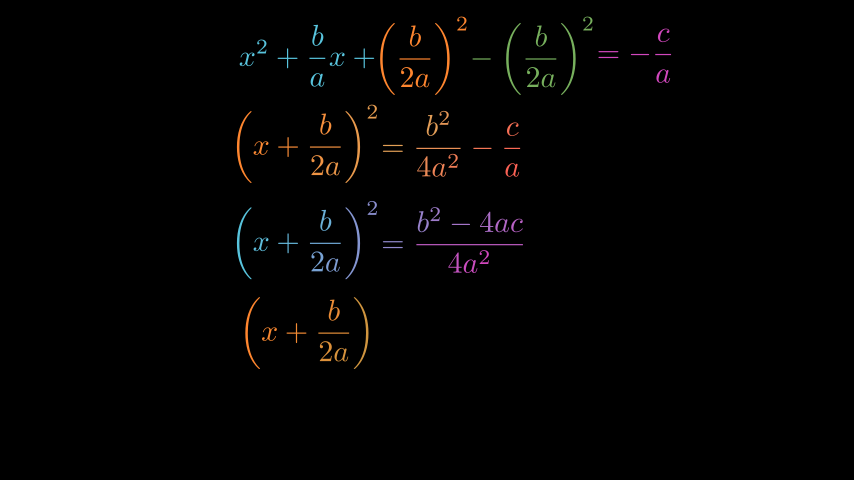 x² + b/a x + (b/2a)² − (b/2a)² = − c/a
(x + b/2a)² = b²/4a² − c/a
(x + b/2a)² = b² − 4ac/4a²
(x + b/2a)